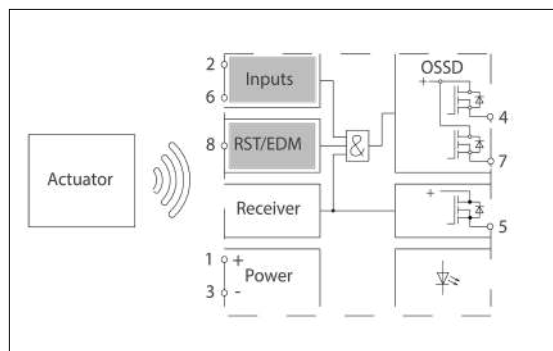 2
Inputs
6
OSSD
+
4
8
RST/EDM
&
7
Actuator
Receiver
+
5
1
+
Power
3
-